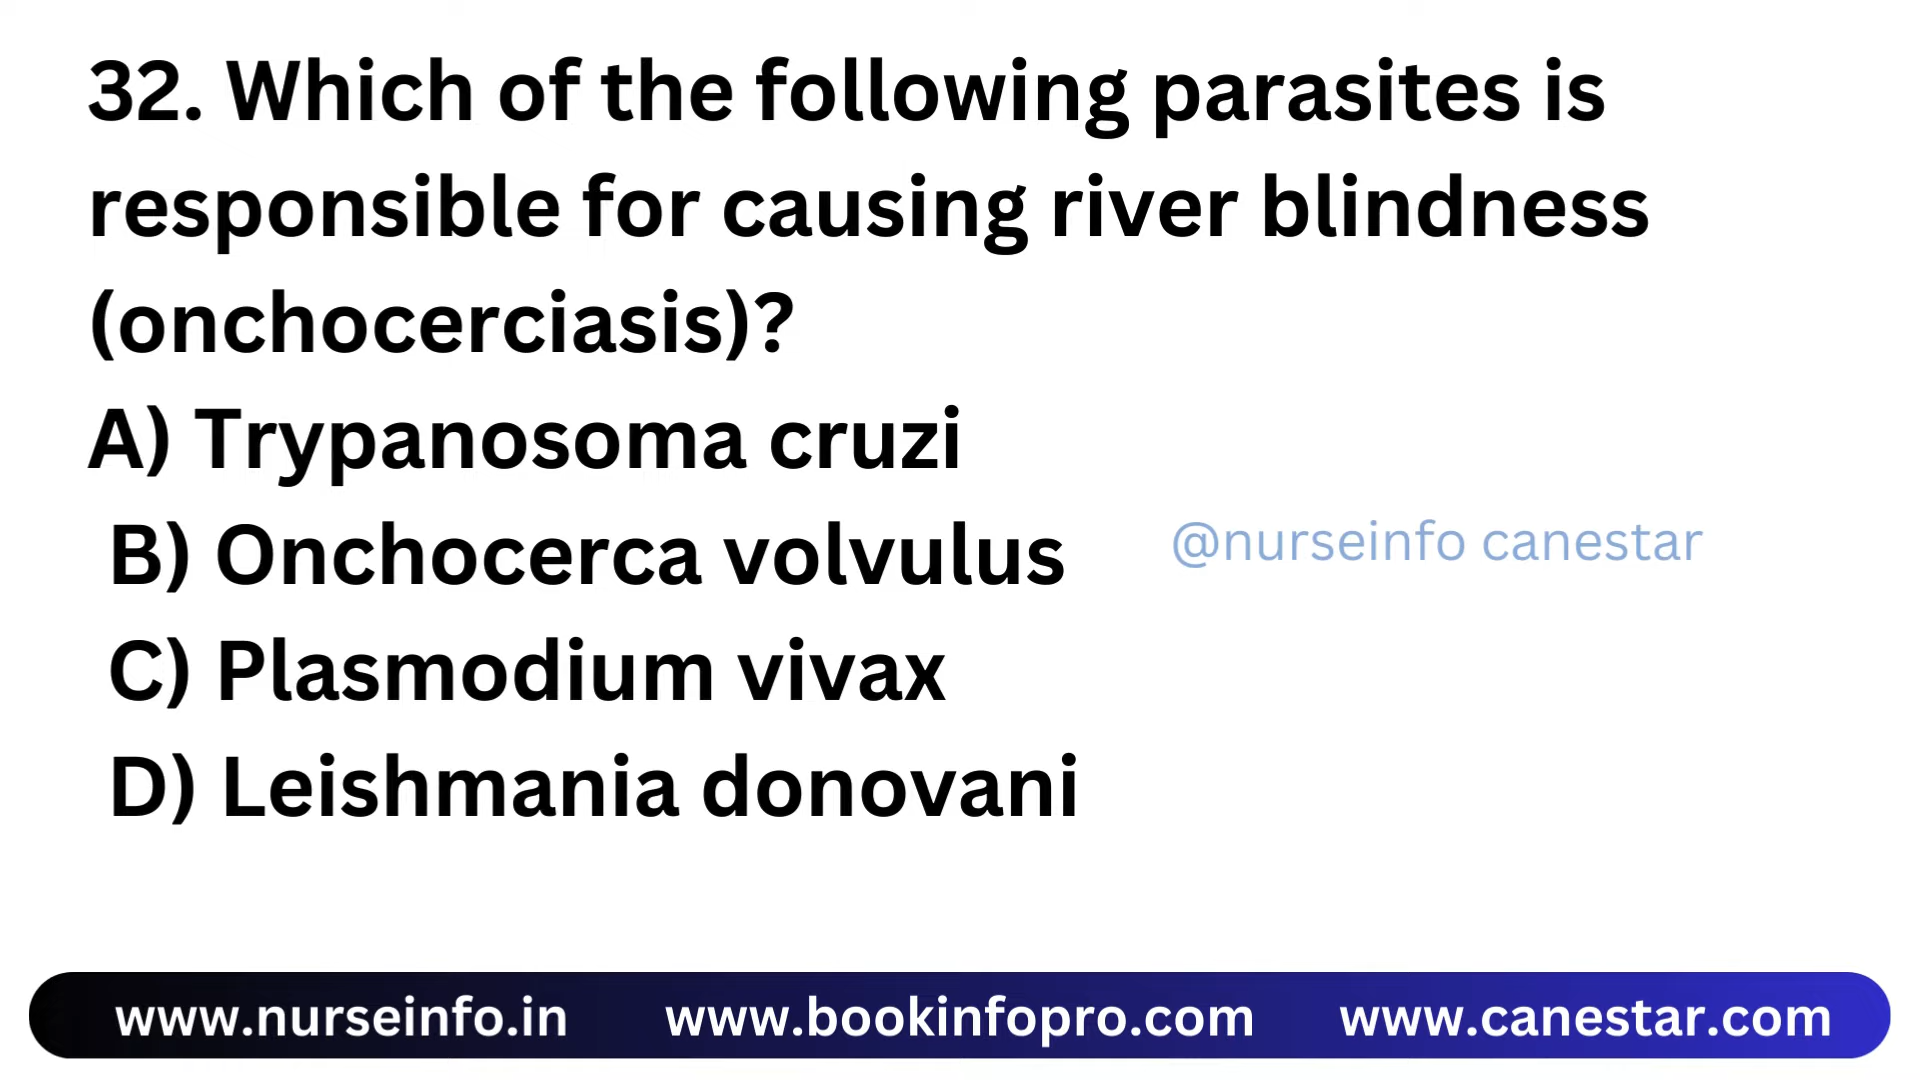 32. Which of the following parasites is
responsible for causing river blindness
(onchocerciasis)?
A) Trypanosoma cruzi
B) Onchocerca volvulus
@nurseinfo canestar
C) Plasmodium vivax
D) Leishmania donovani
www.nurseinfo.in www.bookinfopro.com www.canestar.com